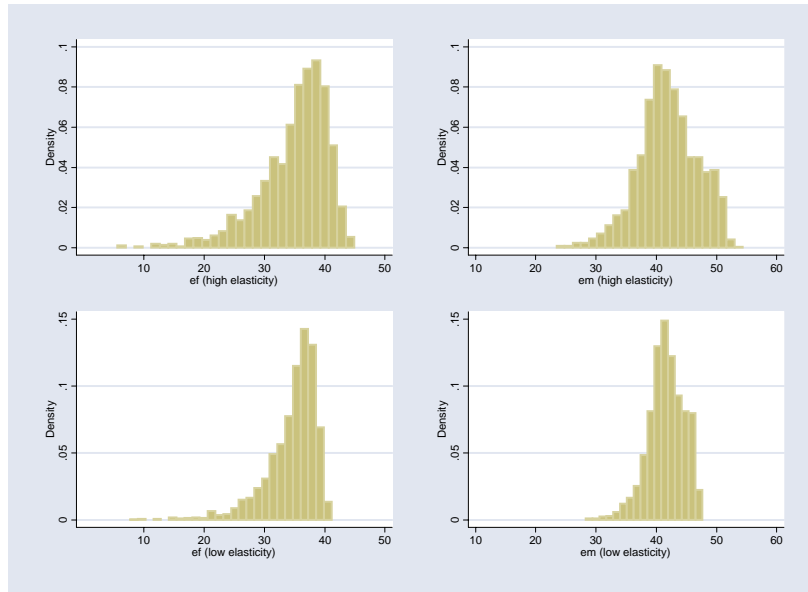 Density
0 .02 .04 .06 .08 .1
10 20 30 40 50
ef (high elasticity)
Density
0 .02 .04 .06 .08 .1
10 20 30 40 50 60
em (high elasticity)
Density
0 .05 .1 .15
10 20 30 40 50
ef (low elasticity)
Density
0 .05 .1 .15
10 20 30 40 50 60
em (low elasticity)